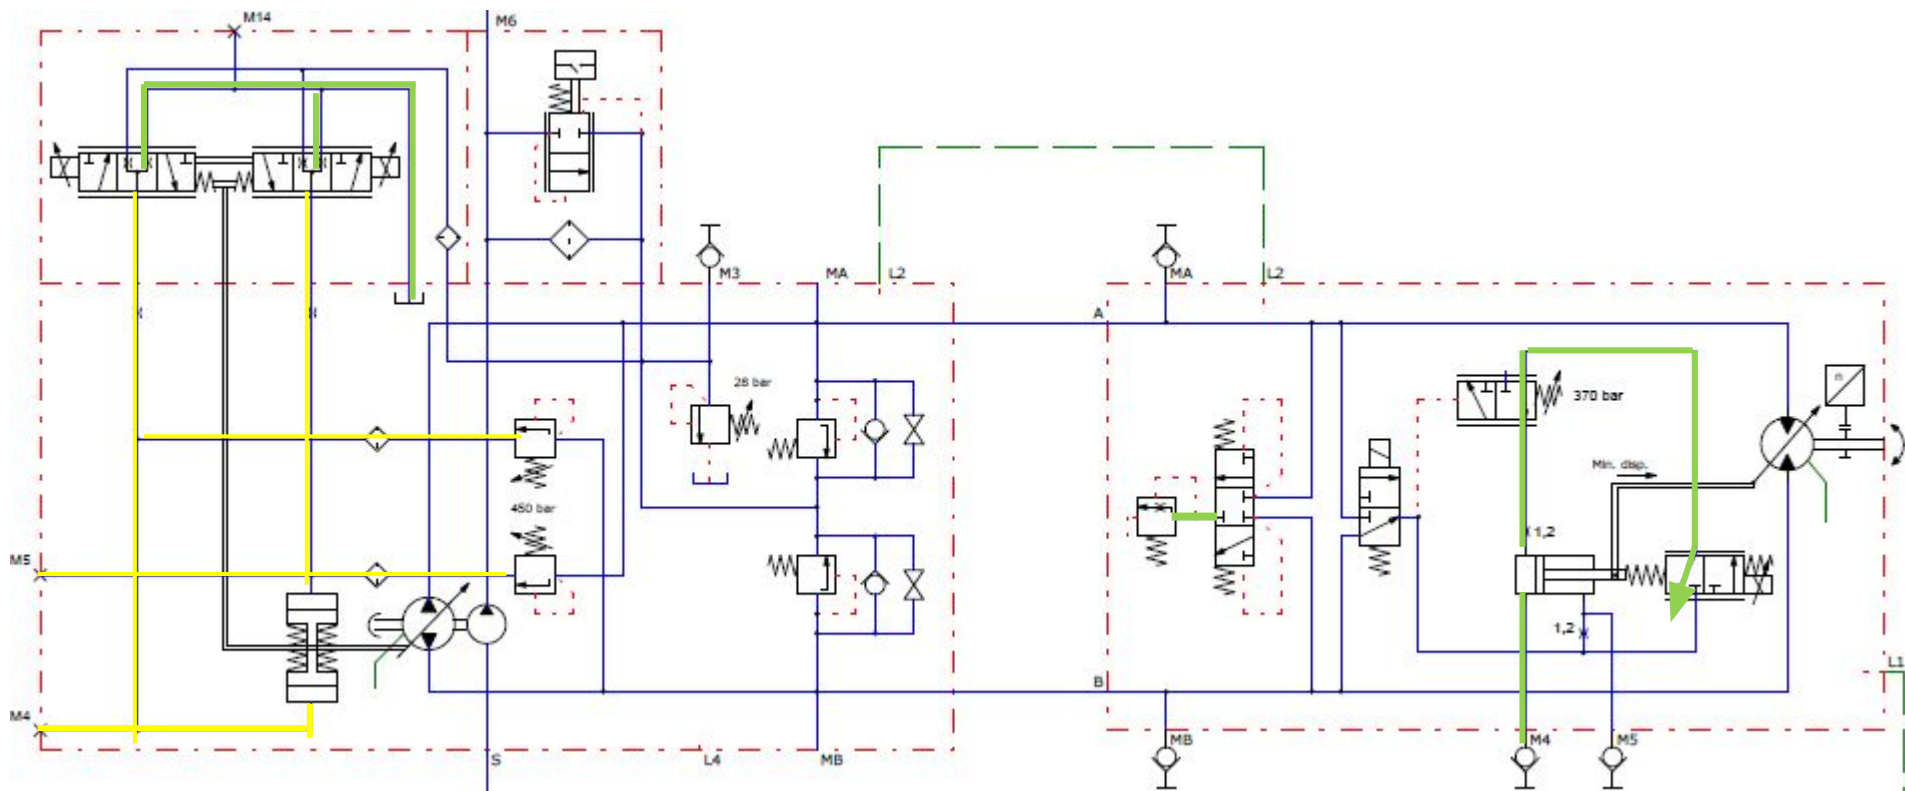 M14
M6
M3
MA
L2
MA
L2
A
28 bar
370 bar
n
450 bar
Min. disp.
1,2
M5
1,2
B
L1
M4
S
L4
MB
MB
M4
M5